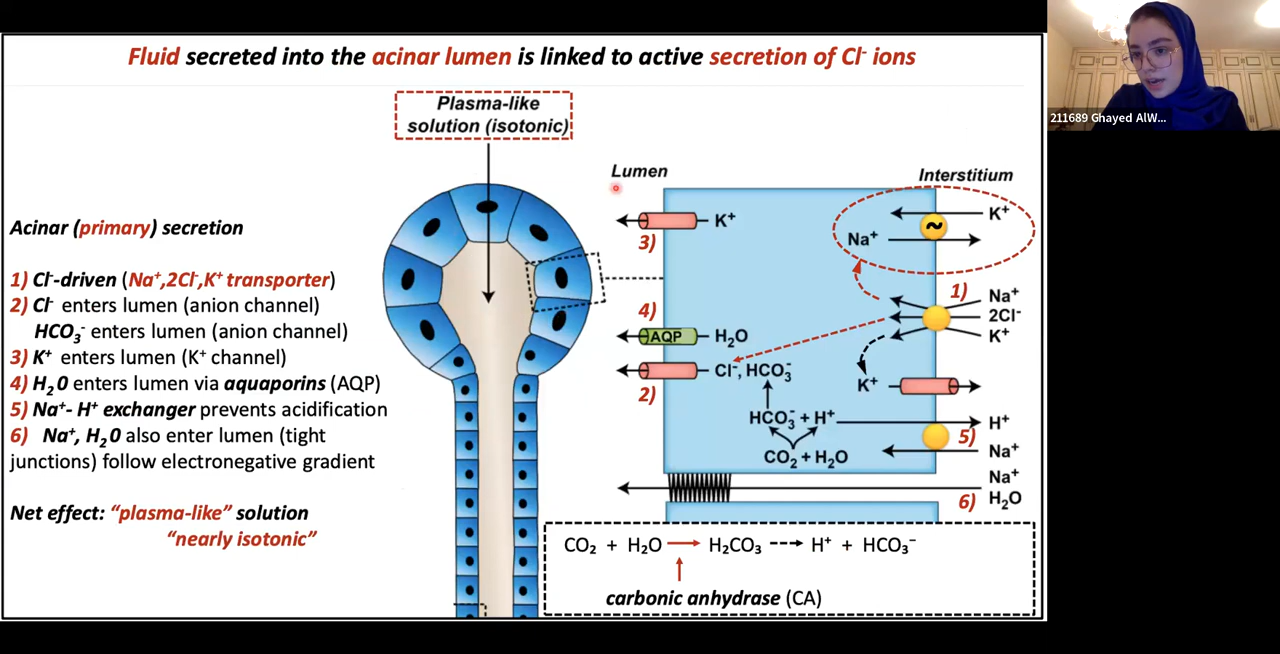 Fluid secreted into the acinar lumen is linked to active secretion of Cl⁻ ions
211689 Ghayed AlW...
Plasma-like
solution (isotonic)
Acinar (primary) secretion
1) Cl⁻-driven (Na⁺,2Cl⁻,K⁺ transporter)
2) Cl⁻ enters lumen (anion channel)
HCO₃⁻ enters lumen (anion channel)
3) K⁺ enters lumen (K⁺ channel)
4) H₂0 enters lumen via aquaporins (AQP)
5) Na⁺- H⁺ exchanger prevents acidification
6) Na⁺, H₂0 also enter lumen (tight
junctions) follow electronegative gradient
Net effect: “plasma-like” solution
“nearly isotonic”
Lumen
Interstitium
K⁺
3)
K⁺
~
Na⁺
1)
Na⁺
2Cl⁻
K⁺
4)
AQP
H₂O
Cl⁻, HCO₃⁻
2)
K⁺
HCO₃⁻ + H⁺
H⁺
5)
CO₂ + H₂O
Na⁺
Na⁺
6)
H₂O
CO₂ + H₂O → H₂CO₃ --→ H⁺ + HCO₃⁻
carbonic anhydrase (CA)